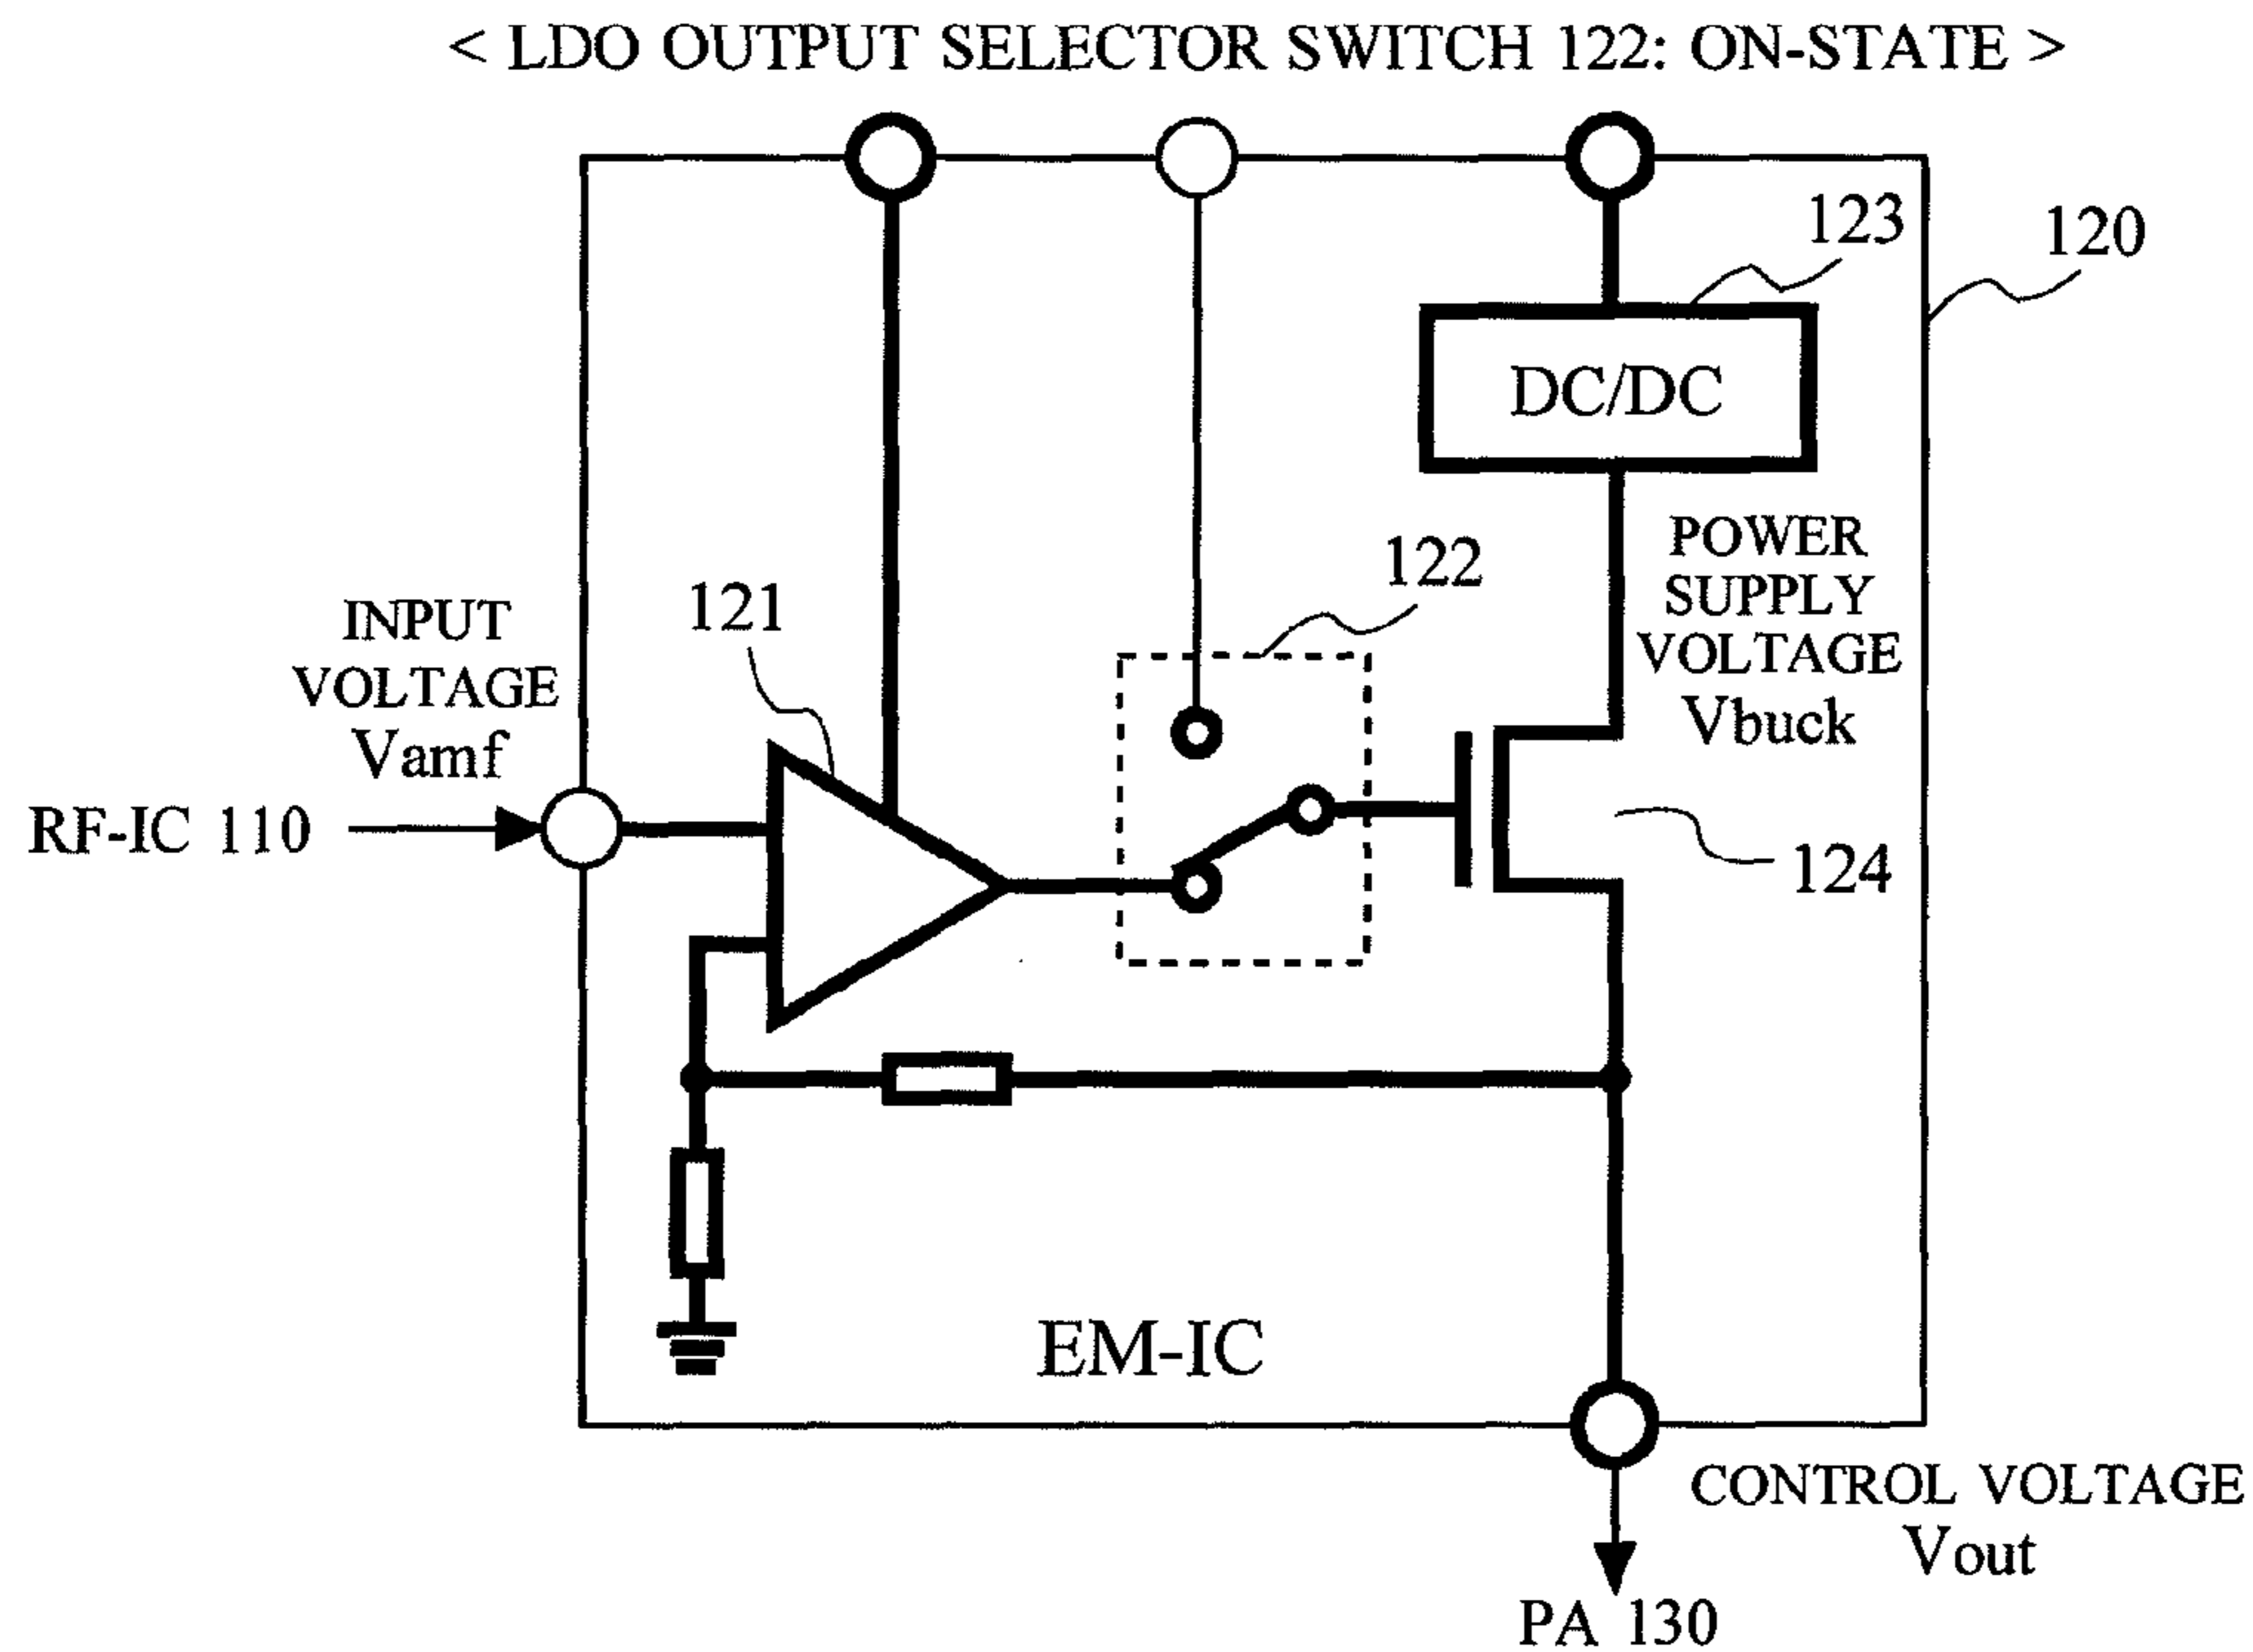 < LDO OUTPUT SELECTOR SWITCH 122: ON-STATE >
123
120
DC/DC
POWER
SUPPLY
VOLTAGE
Vbuck
122
121
INPUT
VOLTAGE
Vamf
RF-IC 110
124
EM-IC
CONTROL VOLTAGE
Vout
PA 130